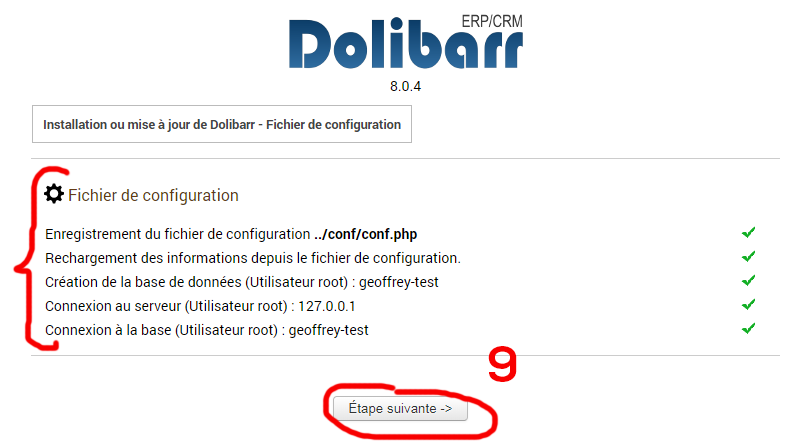 ERP/CRM
Dolibarr
8.0.4
Installation ou mise à jour de Dolibarr - Fichier de configuration
Fichier de configuration
Enregistrement du fichier de configuration ../conf/conf.php
Rechargement des informations depuis le fichier de configuration.
Création de la base de données (Utilisateur root) : geoffrey-test
Connexion au serveur (Utilisateur root) : 127.0.0.1
Connexion à la base (Utilisateur root) : geoffrey-test
9
Étape suivante ->